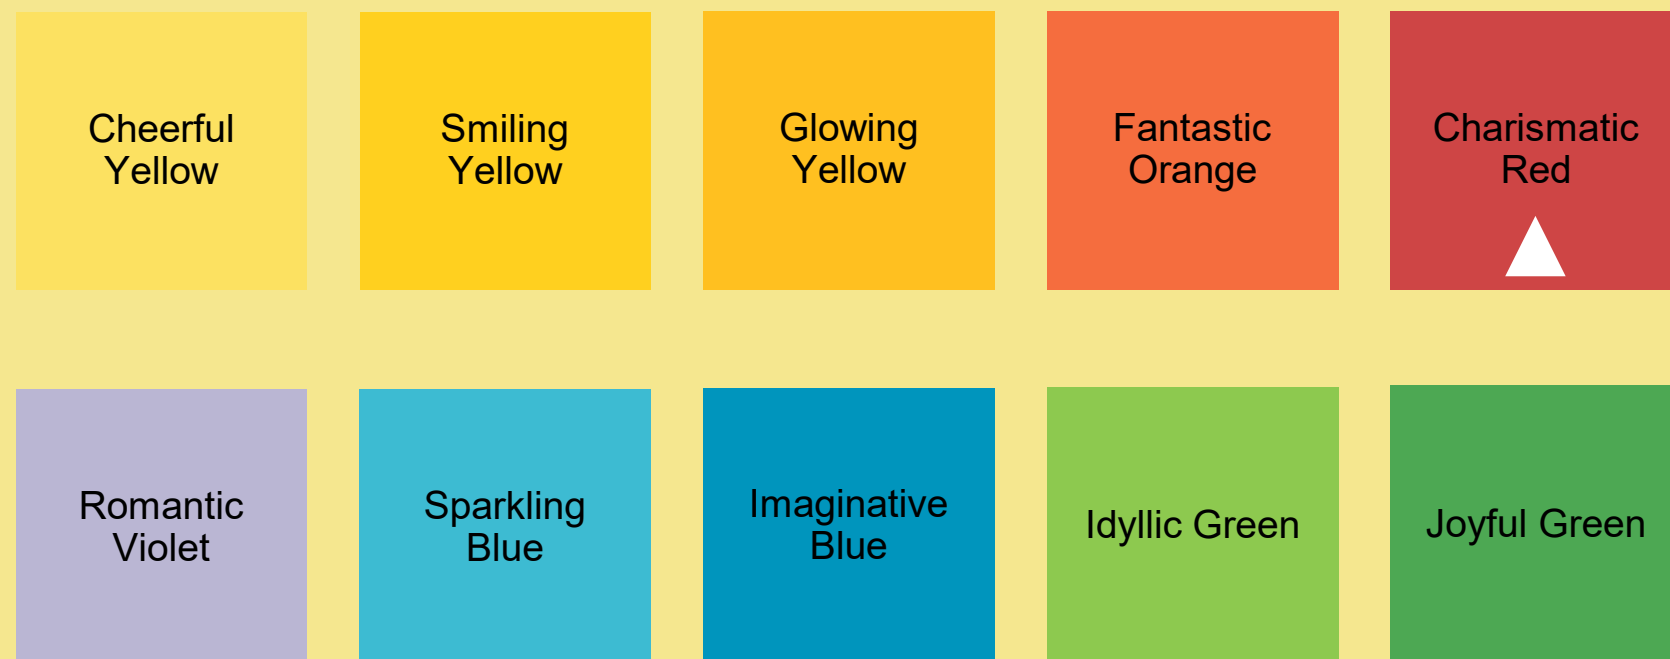 Cheerful
Yellow
Smiling
Yellow
Glowing
Yellow
Fantastic
Orange
Charismatic
Red
Romantic
Violet
Sparkling
Blue
Imaginative
Blue
Idyllic Green
Joyful Green